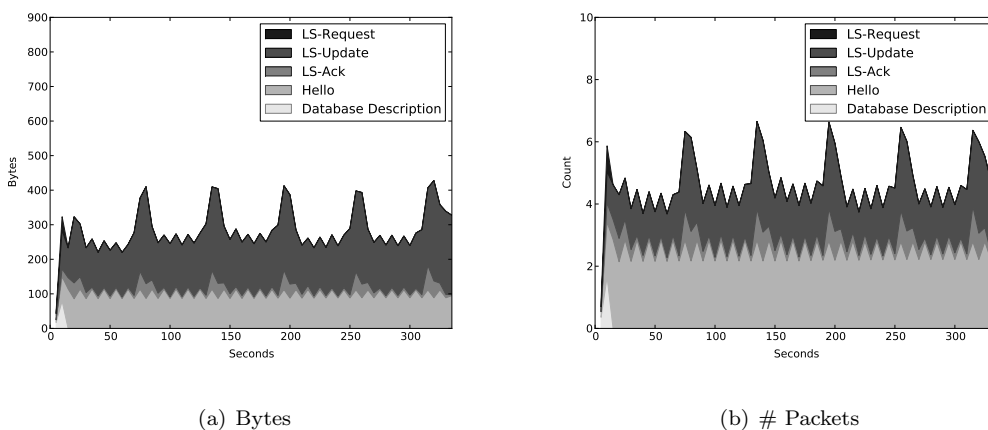 900
800
700
600
500
400
300
200
100
0
Bytes
0 50 100 150 200 250 300
Seconds
LS-Request
LS-Update
LS-Ack
Hello
Database Description
(a) Bytes
10
8
6
4
2
0
Count
0 50 100 150 200 250 300
Seconds
LS-Request
LS-Update
LS-Ack
Hello
Database Description
(b) # Packets